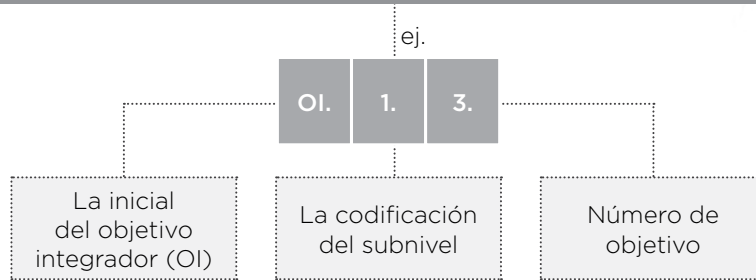 ej.
OI. 1. 3.
La inicial
del objetivo
integrador (OI)
La codificación
del subnivel
Número de
objetivo